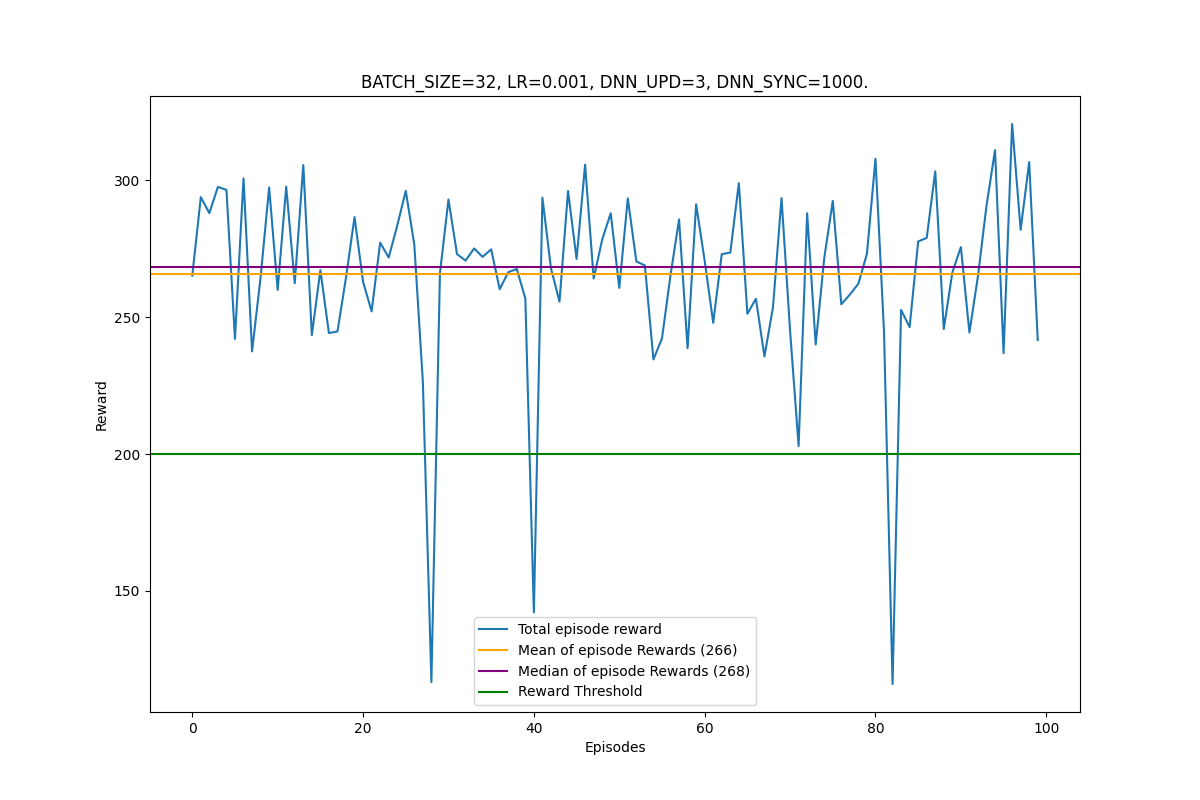 BATCH_SIZE=32, LR=0.001, DNN_UPD=3, DNN_SYNC=1000.
300
250
200
150
Reward
Total episode reward
Mean of episode Rewards (266)
Median of episode Rewards (268)
Reward Threshold
0 20 40 60 80 100
Episodes